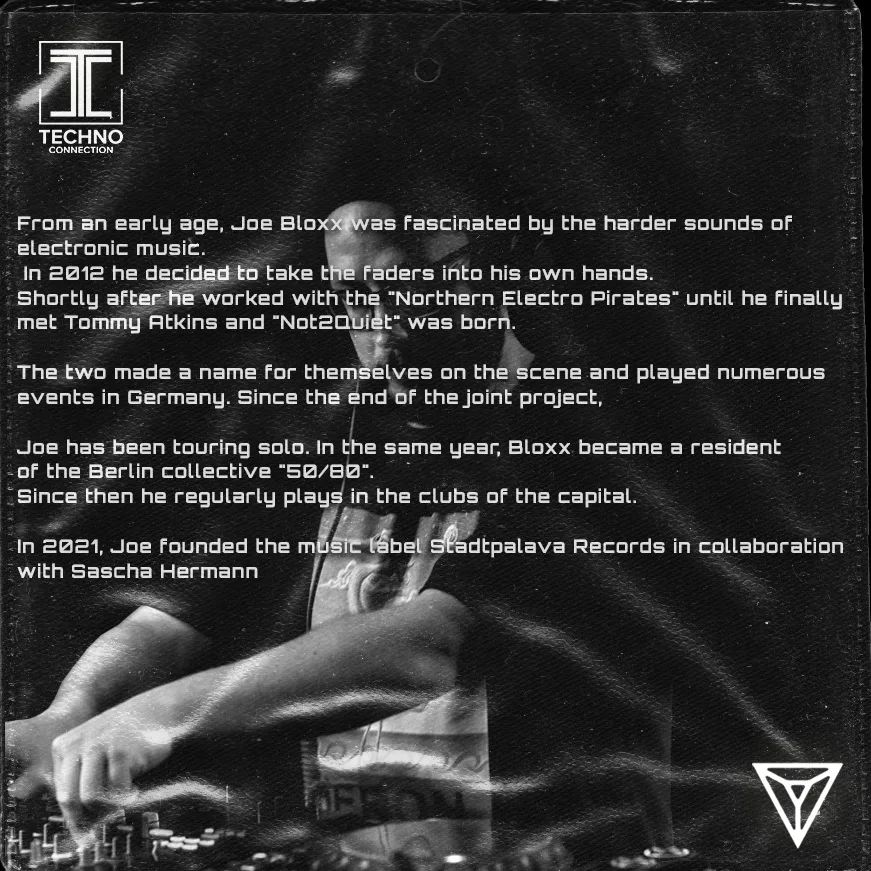 TECHNO
CONNECTION
From an early age, Joe Bloxx was fascinated by the harder sounds of
electronic music.
In 2012 he decided to take the faders into his own hands.
Shortly after he worked with the "Northern Electro Pirates" until he finally
met Tommy Atkins and "Not2Quiet" was born.
The two made a name for themselves on the scene and played numerous
events in Germany. Since the end of the joint project,
Joe has been touring solo. In the same year, Bloxx became a resident
of the Berlin collective "50/80".
Since then he regularly plays in the clubs of the capital.
In 2021, Joe founded the music label Stadtpalava Records in collaboration
with Sascha Hermann